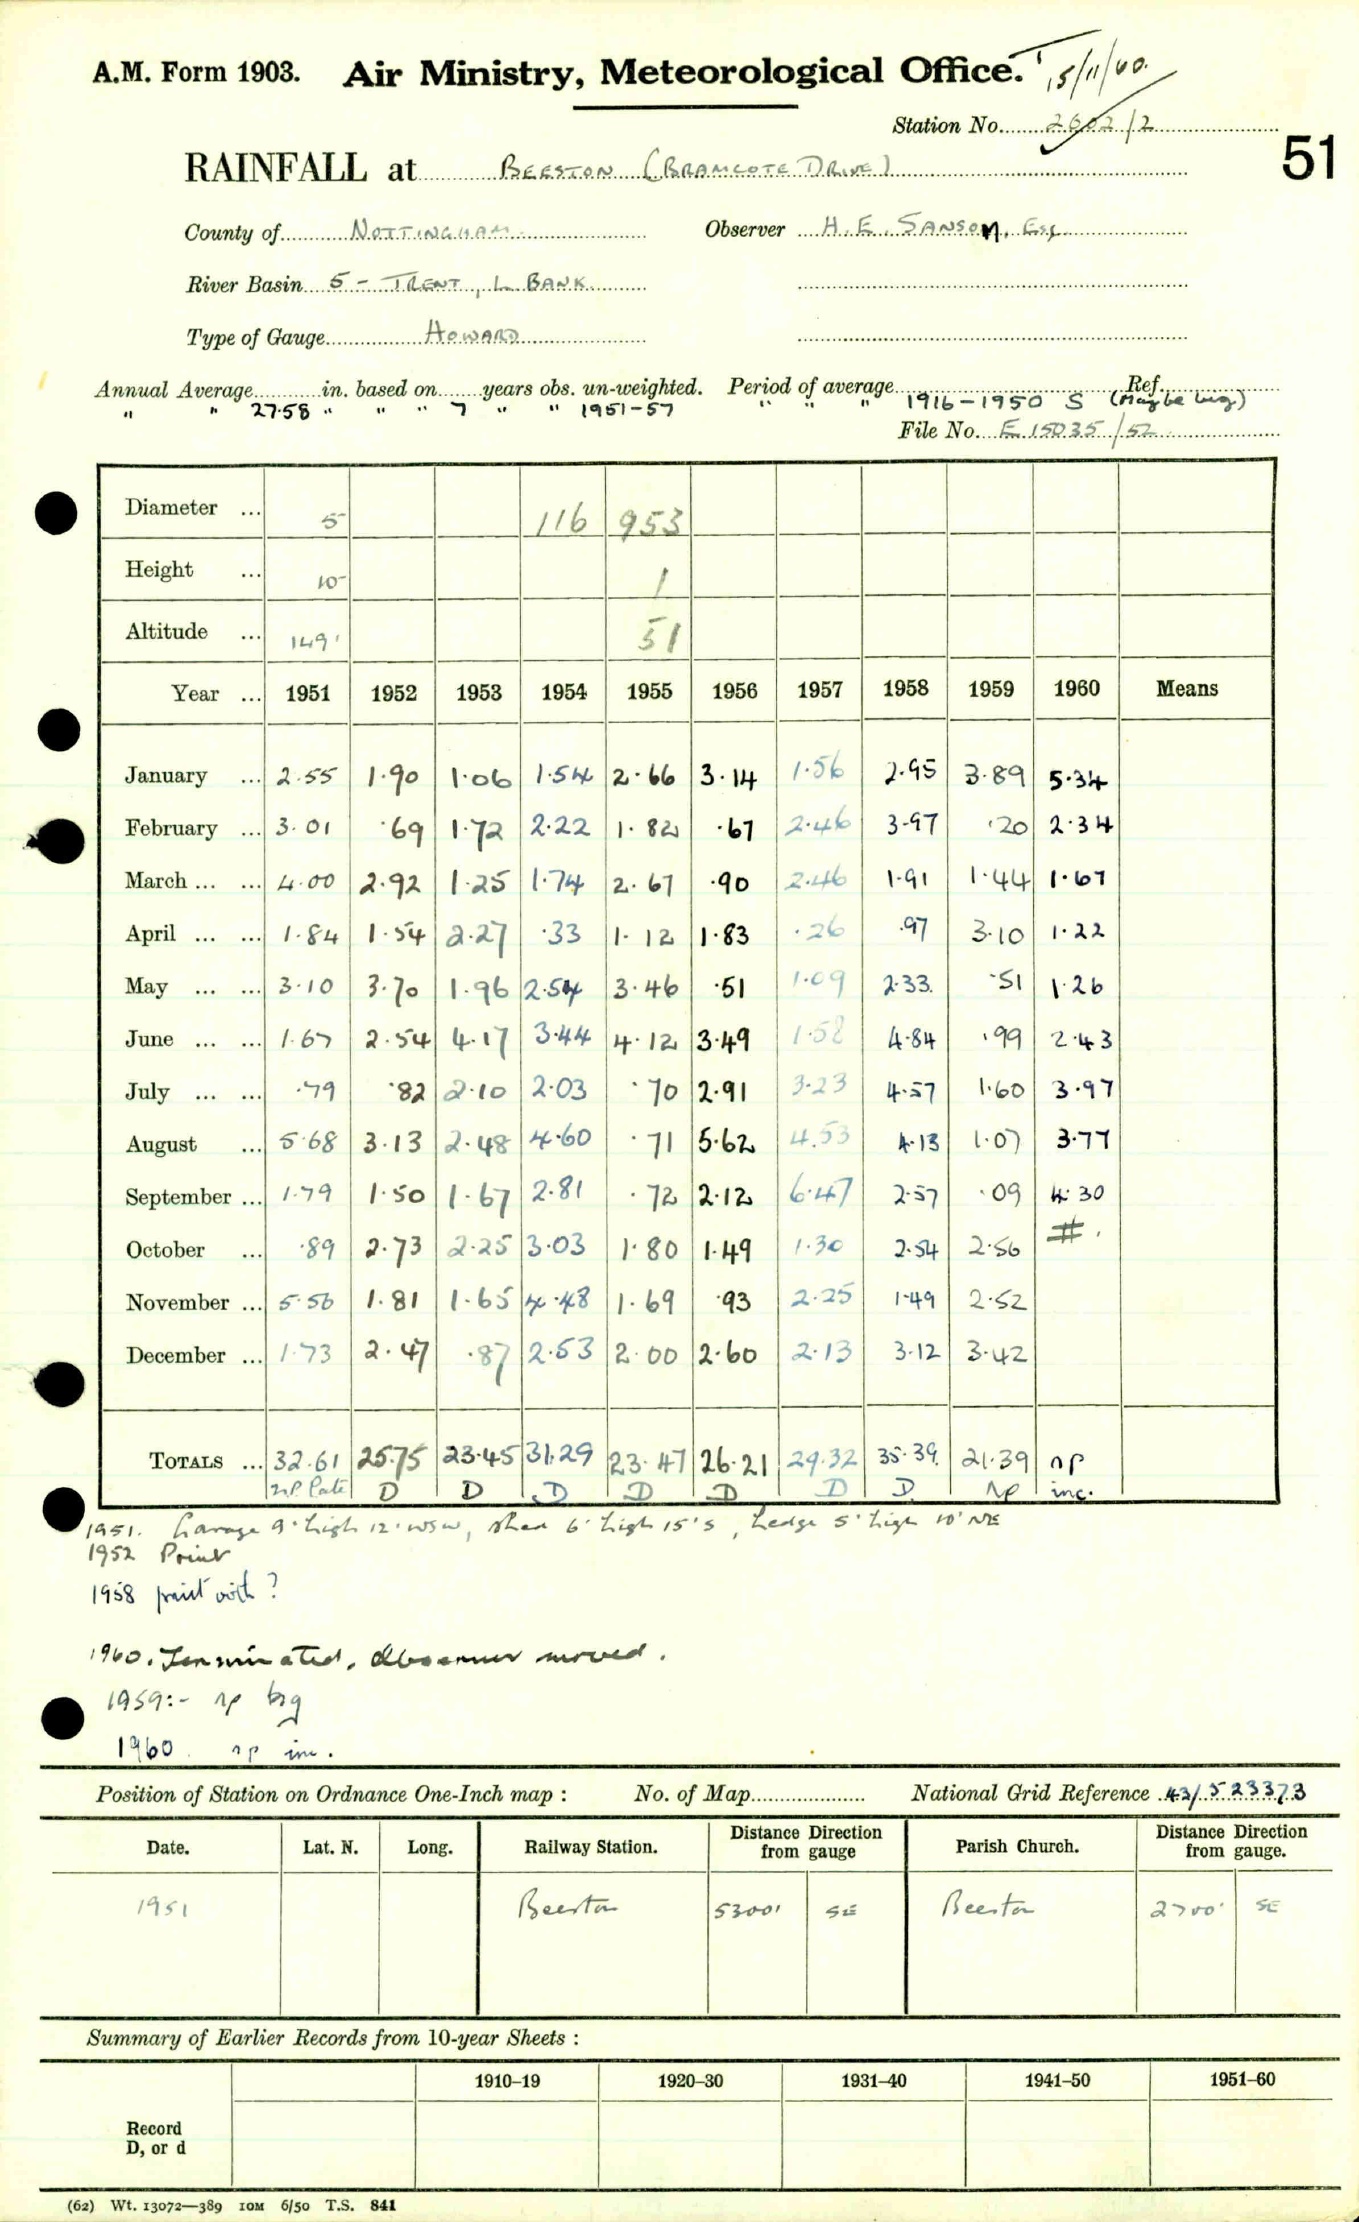 A.M. Form 1903. Air Ministry, Meteorological Office. 15/11/60.
Station No. 2602/2
51
RAINFALL at BEESTON (BRAMCOTE DRIVE)
County of NOTTINGHAM Observer H. E. SANSOM, Esq.
River Basin 5 - TRENT, L BANK
Type of Gauge HOWARD
Annual Average in. based on years obs. un-weighted. Period of average Ref.
" " 27.58 " " " 7 " " 1951-57 " " " 1916-1950 S (Maybe big)
File No. E 15035/52
Diameter ... 5 116 953
Height ... 10 1
Altitude ... 149' 51
Year ... 1951 1952 1953 1954 1955 1956 1957 1958 1959 1960 Means
January ... 2.55 1.90 1.06 1.54 2.66 3.14 1.56 2.95 3.89 5.34
February ... 3.01 .69 1.72 2.22 1.82 .67 2.46 3.97 .20 2.34
March ... ... 4.00 2.92 1.25 1.74 2.67 .90 2.46 1.91 1.44 1.67
April ... ... 1.84 1.54 2.27 .33 1.12 1.83 .26 .97 3.10 1.22
May ... ... 3.10 3.70 1.96 2.54 3.46 .51 1.09 2.33 .51 1.26
June ... ... 1.67 2.54 4.17 3.44 4.12 3.49 1.58 4.84 .99 2.43
July ... ... .79 .82 2.10 2.03 .70 2.91 3.23 4.57 1.60 3.97
August ... 5.68 3.13 2.48 4.60 .71 5.62 4.53 4.13 1.07 3.77
September ... 1.79 1.50 1.67 2.81 .72 2.12 6.47 2.57 .09 4.30
October ... .89 2.73 2.25 3.03 1.80 1.49 1.30 2.54 2.56 #.
November ... 5.56 1.81 1.65 4.48 1.69 .93 2.25 1.49 2.52
December ... 1.73 2.47 .87 2.53 2.00 2.60 2.13 3.12 3.42
TOTALS ... 32.61 25.75 23.45 31.29 23.47 26.21 29.32 35.39 21.39 np
n.p. late D D D D D D D np inc.
1951. Garage 9' high 12' WSW, shed 6' high 15' S, hedge 5' high 10' NE
1952 Print
1958 print with?
1960. Terminated, observer moved.
1959:- np big
1960. np inc.
Position of Station on Ordnance One-Inch map : No. of Map National Grid Reference 43/523373
Date. Lat. N. Long. Railway Station. Distance Direction from gauge Parish Church. Distance Direction from gauge.
1951 Beeston 5300' SE Beeston 2700' SE
Summary of Earlier Records from 10-year Sheets :
1910–19 1920–30 1931–40 1941–50 1951–60
Record
D, or d
(62) Wt. 13072—389 10M 6/50 T.S. 841